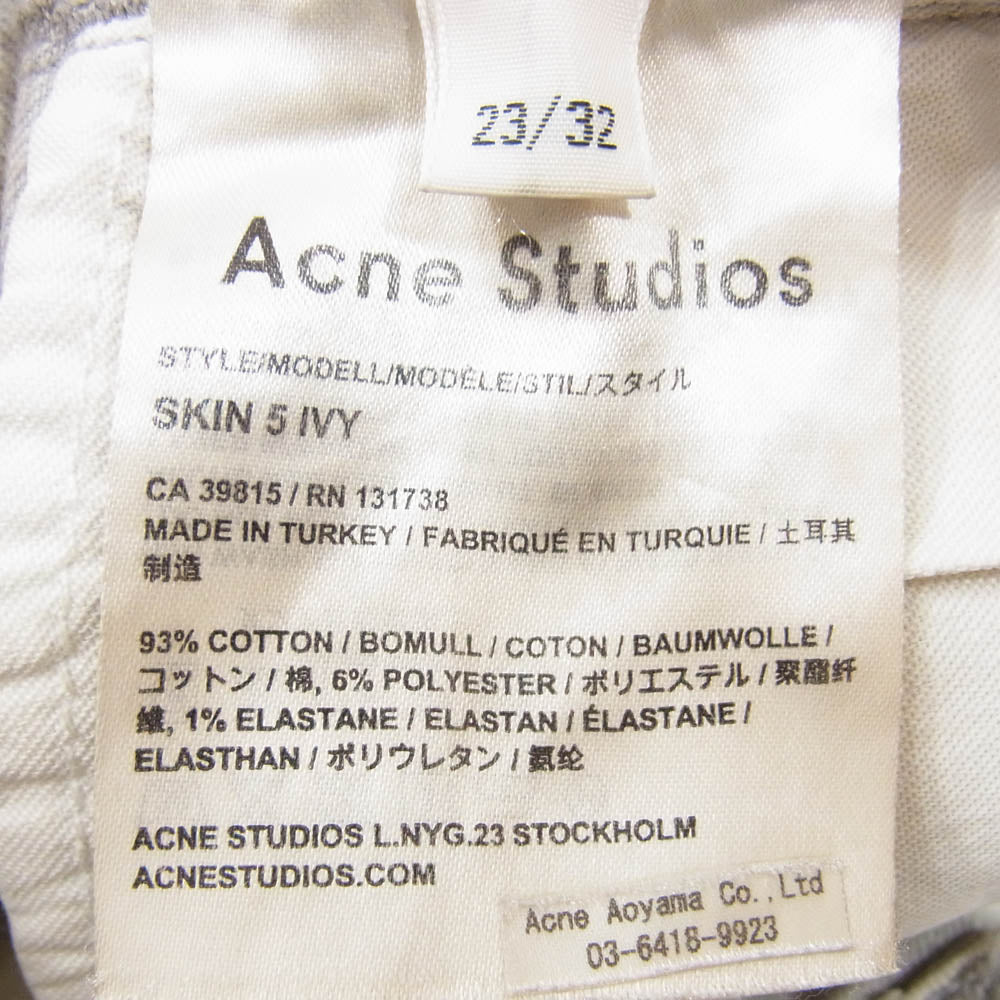 23/32
Acne Studios
STYLE/MODELL/MODÈLE/STIL/スタイル
SKIN 5 IVY
CA 39815 / RN 131738
MADE IN TURKEY / FABRIQUÉ EN TURQUIE / 土耳其
制造
93% COTTON / BOMULL / COTON / BAUMWOLLE /
コットン / 棉, 6% POLYESTER / ポリエステル / 聚酯纤
维, 1% ELASTANE / ELASTAN / ÉLASTANE /
ELASTHAN / ポリウレタン / 氨纶
ACNE STUDIOS L.NYG.23 STOCKHOLM
ACNESTUDIOS.COM
Acne Aoyama Co.,Ltd
03-6418-9923